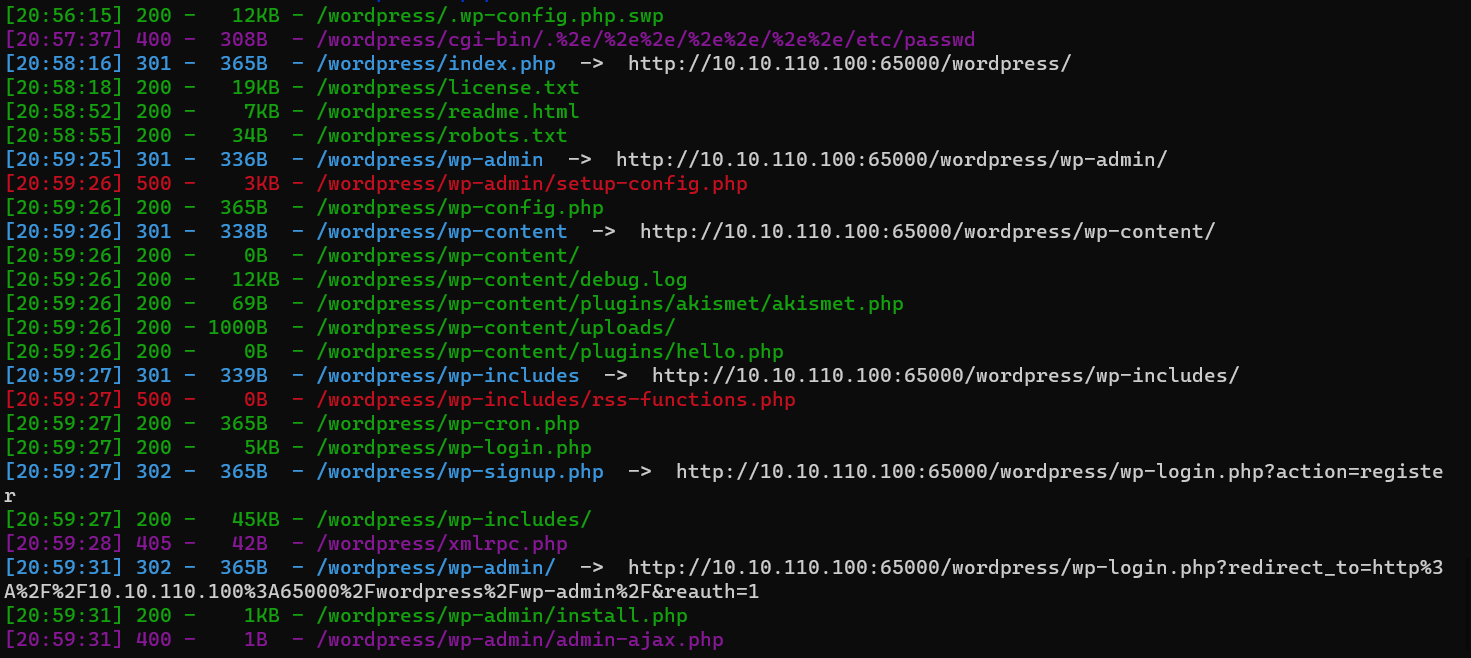 [20:56:15] 200 -   12KB - /wordpress/.wp-config.php.swp
[20:57:37] 400 -  308B  - /wordpress/cgi-bin/.%2e/%2e%2e/%2e%2e/%2e%2e/etc/passwd
[20:58:16] 301 -  365B  - /wordpress/index.php  ->  http://10.10.110.100:65000/wordpress/
[20:58:18] 200 -   19KB - /wordpress/license.txt
[20:58:52] 200 -    7KB - /wordpress/readme.html
[20:58:55] 200 -   34B  - /wordpress/robots.txt
[20:59:25] 301 -  336B  - /wordpress/wp-admin  ->  http://10.10.110.100:65000/wordpress/wp-admin/
[20:59:26] 500 -    3KB - /wordpress/wp-admin/setup-config.php
[20:59:26] 200 -  365B  - /wordpress/wp-config.php
[20:59:26] 301 -  338B  - /wordpress/wp-content  ->  http://10.10.110.100:65000/wordpress/wp-content/
[20:59:26] 200 -    0B  - /wordpress/wp-content/
[20:59:26] 200 -   12KB - /wordpress/wp-content/debug.log
[20:59:26] 200 -   69B  - /wordpress/wp-content/plugins/akismet/akismet.php
[20:59:26] 200 - 1000B  - /wordpress/wp-content/uploads/
[20:59:26] 200 -    0B  - /wordpress/wp-content/plugins/hello.php
[20:59:27] 301 -  339B  - /wordpress/wp-includes  ->  http://10.10.110.100:65000/wordpress/wp-includes/
[20:59:27] 500 -    0B  - /wordpress/wp-includes/rss-functions.php
[20:59:27] 200 -  365B  - /wordpress/wp-cron.php
[20:59:27] 200 -    5KB - /wordpress/wp-login.php
[20:59:27] 302 -  365B  - /wordpress/wp-signup.php  ->  http://10.10.110.100:65000/wordpress/wp-login.php?action=registe
r
[20:59:27] 200 -   45KB - /wordpress/wp-includes/
[20:59:28] 405 -   42B  - /wordpress/xmlrpc.php
[20:59:31] 302 -  365B  - /wordpress/wp-admin/  ->  http://10.10.110.100:65000/wordpress/wp-login.php?redirect_to=http%3
A%2F%2F10.10.110.100%3A65000%2Fwordpress%2Fwp-admin%2F&reauth=1
[20:59:31] 200 -    1KB - /wordpress/wp-admin/install.php
[20:59:31] 400 -    1B  - /wordpress/wp-admin/admin-ajax.php